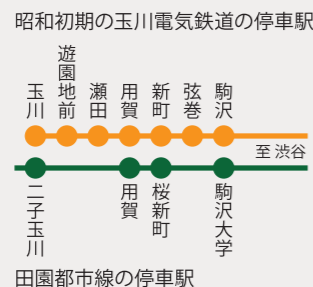 昭和初期の玉川電気鉄道の停車駅
玉川
遊園地前
瀬田
用賀
新町
弦巻
駒沢
至 渋谷
二子玉川
用賀
桜新町
駒沢大学
田園都市線の停車駅